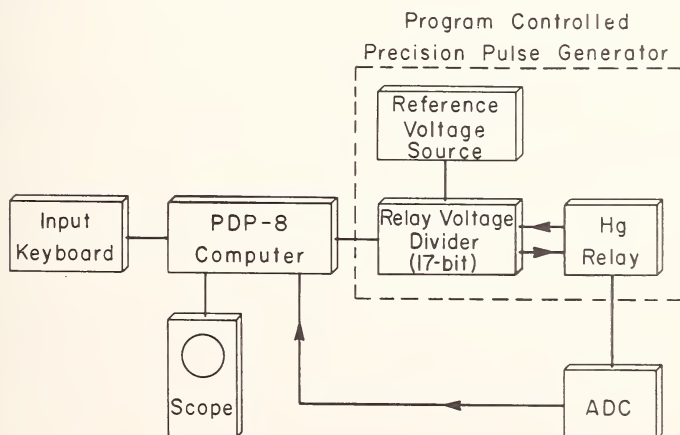 Program Controlled
Precision Pulse Generator
Reference
Voltage
Source
Input
Keyboard
PDP-8
Computer
Relay Voltage
Divider
(17-bit)
Hg
Relay
Scope
ADC